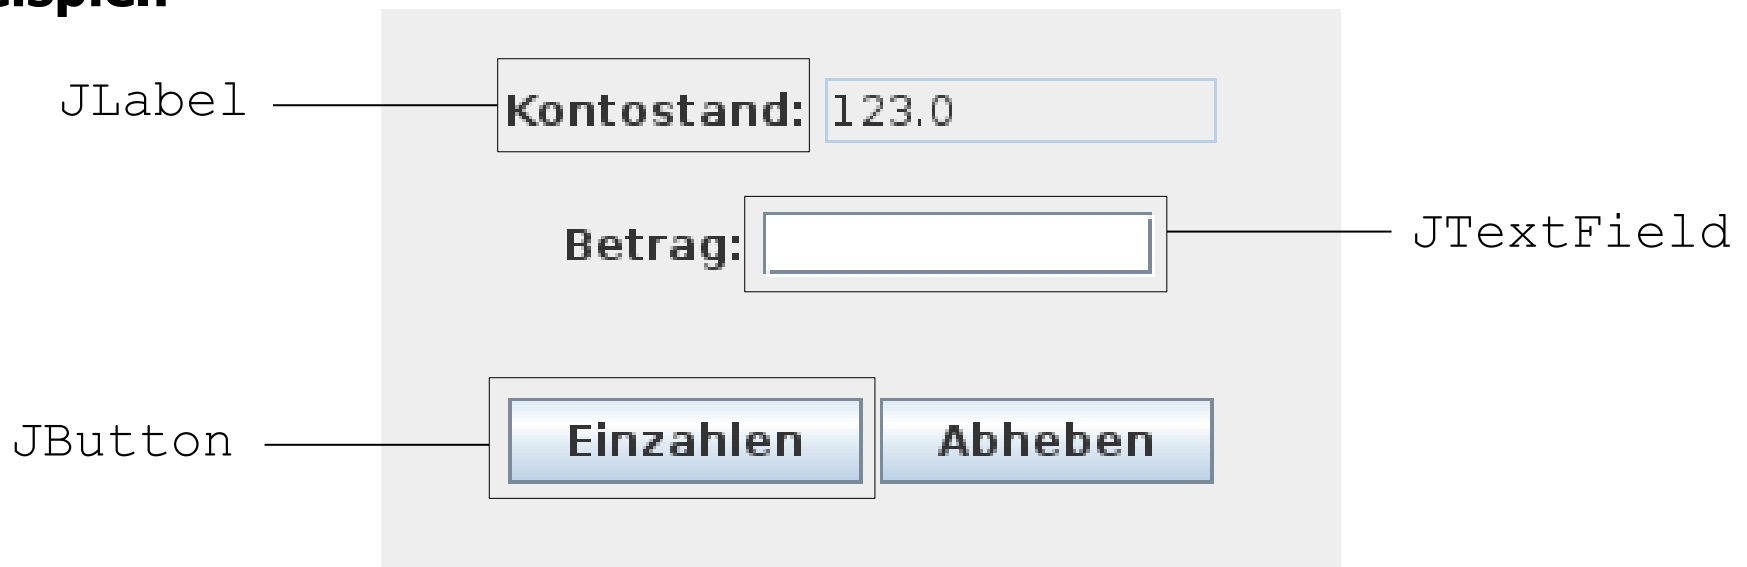 JLabel
Kontostand: 123.0
Betrag:
JTextField
JButton
Einzahlen Abheben